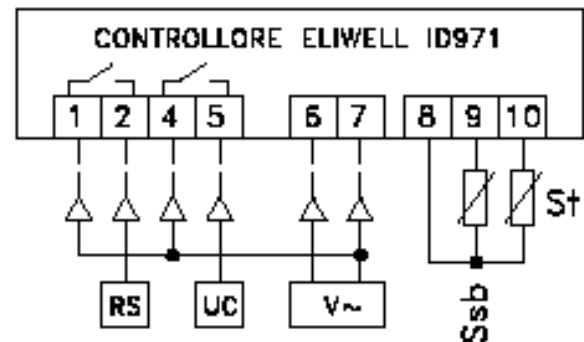 CONTROLLORE ELIWELL ID971
1 2 4 5 6 7 8 9 10
St
RS UC V~
Ssb